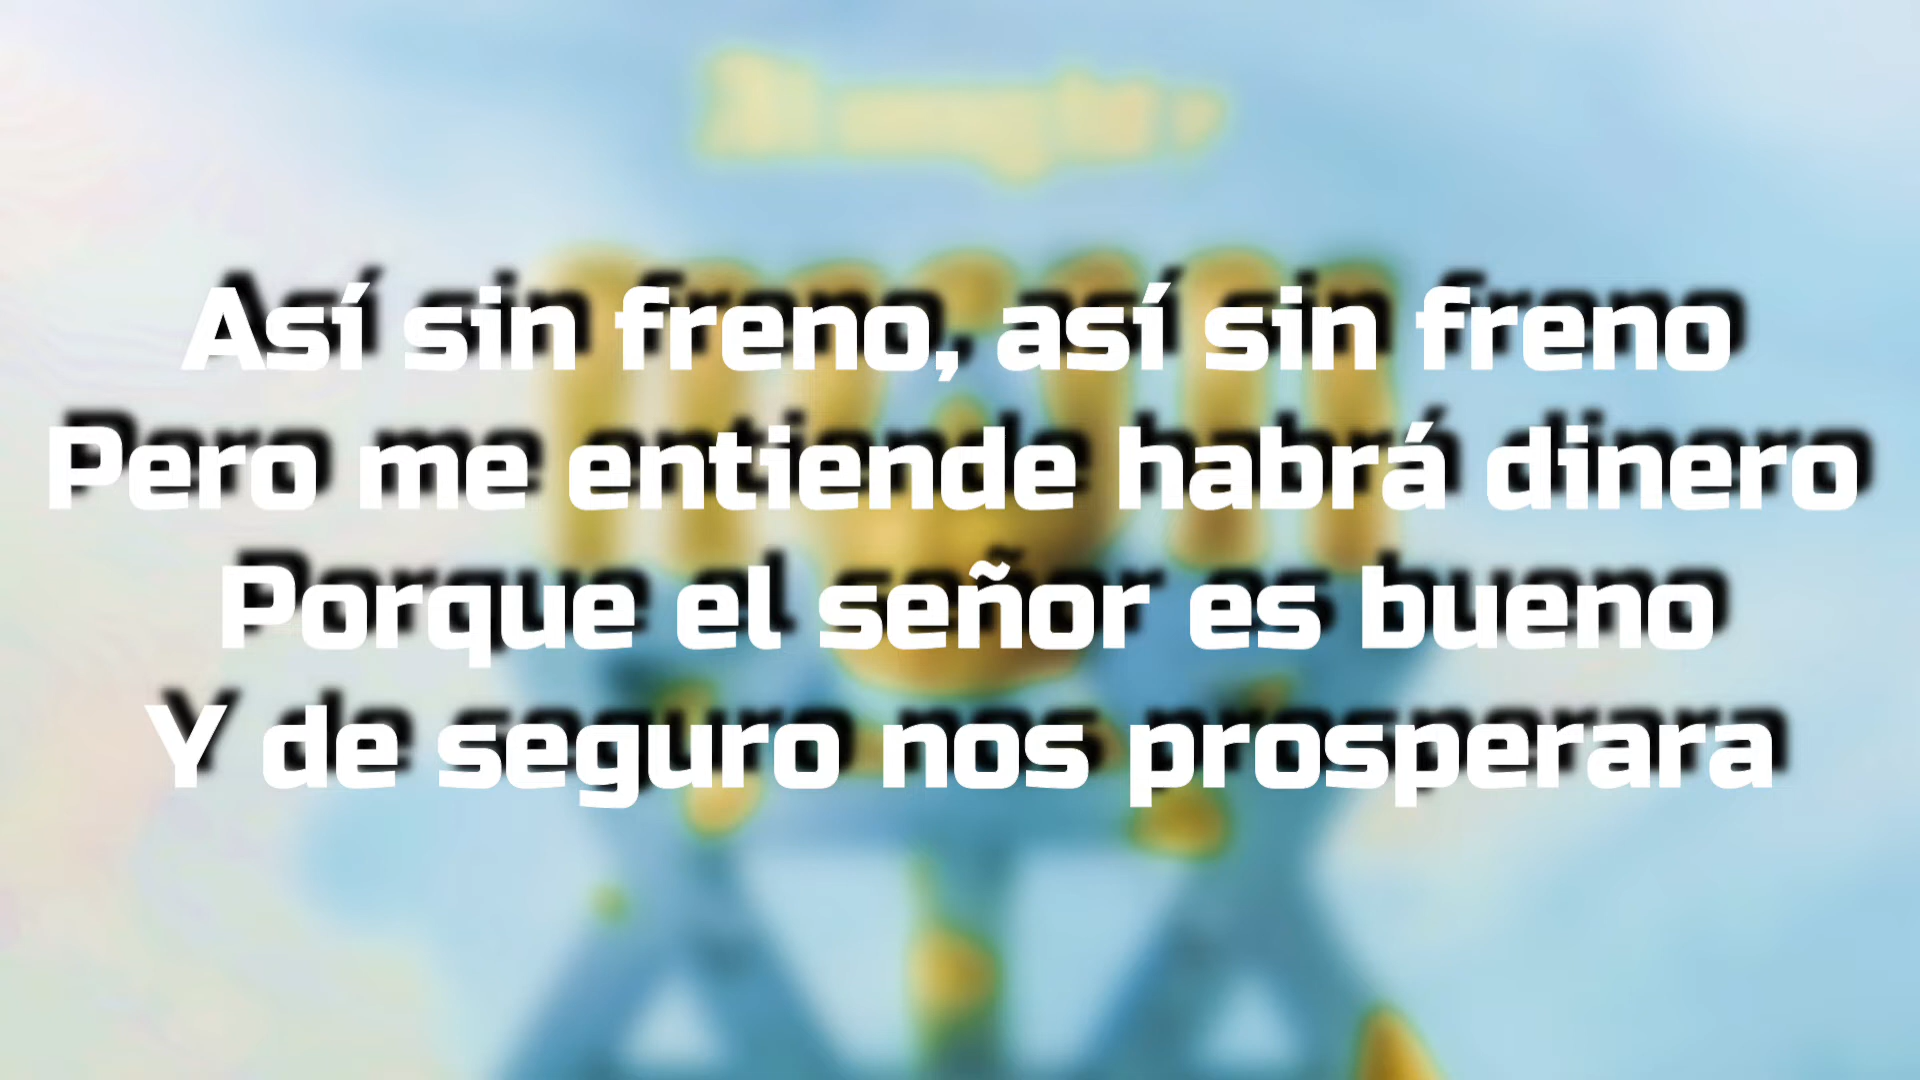 Así sin freno, así sin freno
Pero me entiende habrá dinero
Porque el señor es bueno
Y de seguro nos prosperara